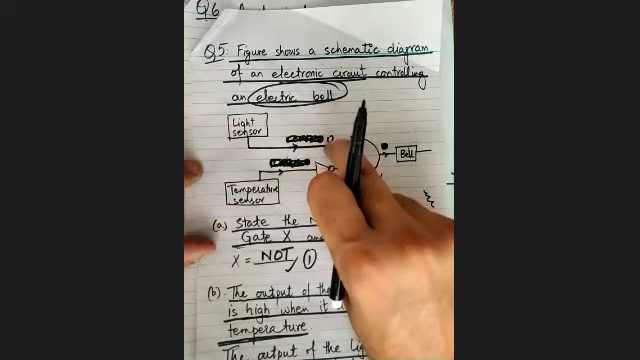 Q6
Q5: Figure shows a schematic diagram
of an electronic circuit controlling
an electric bell
Light
sensor
Bell
Temperature
sensor
(a) State the
Gate X
X = NOT ①
(b) The output of the
is high when it
temperature
The output of the